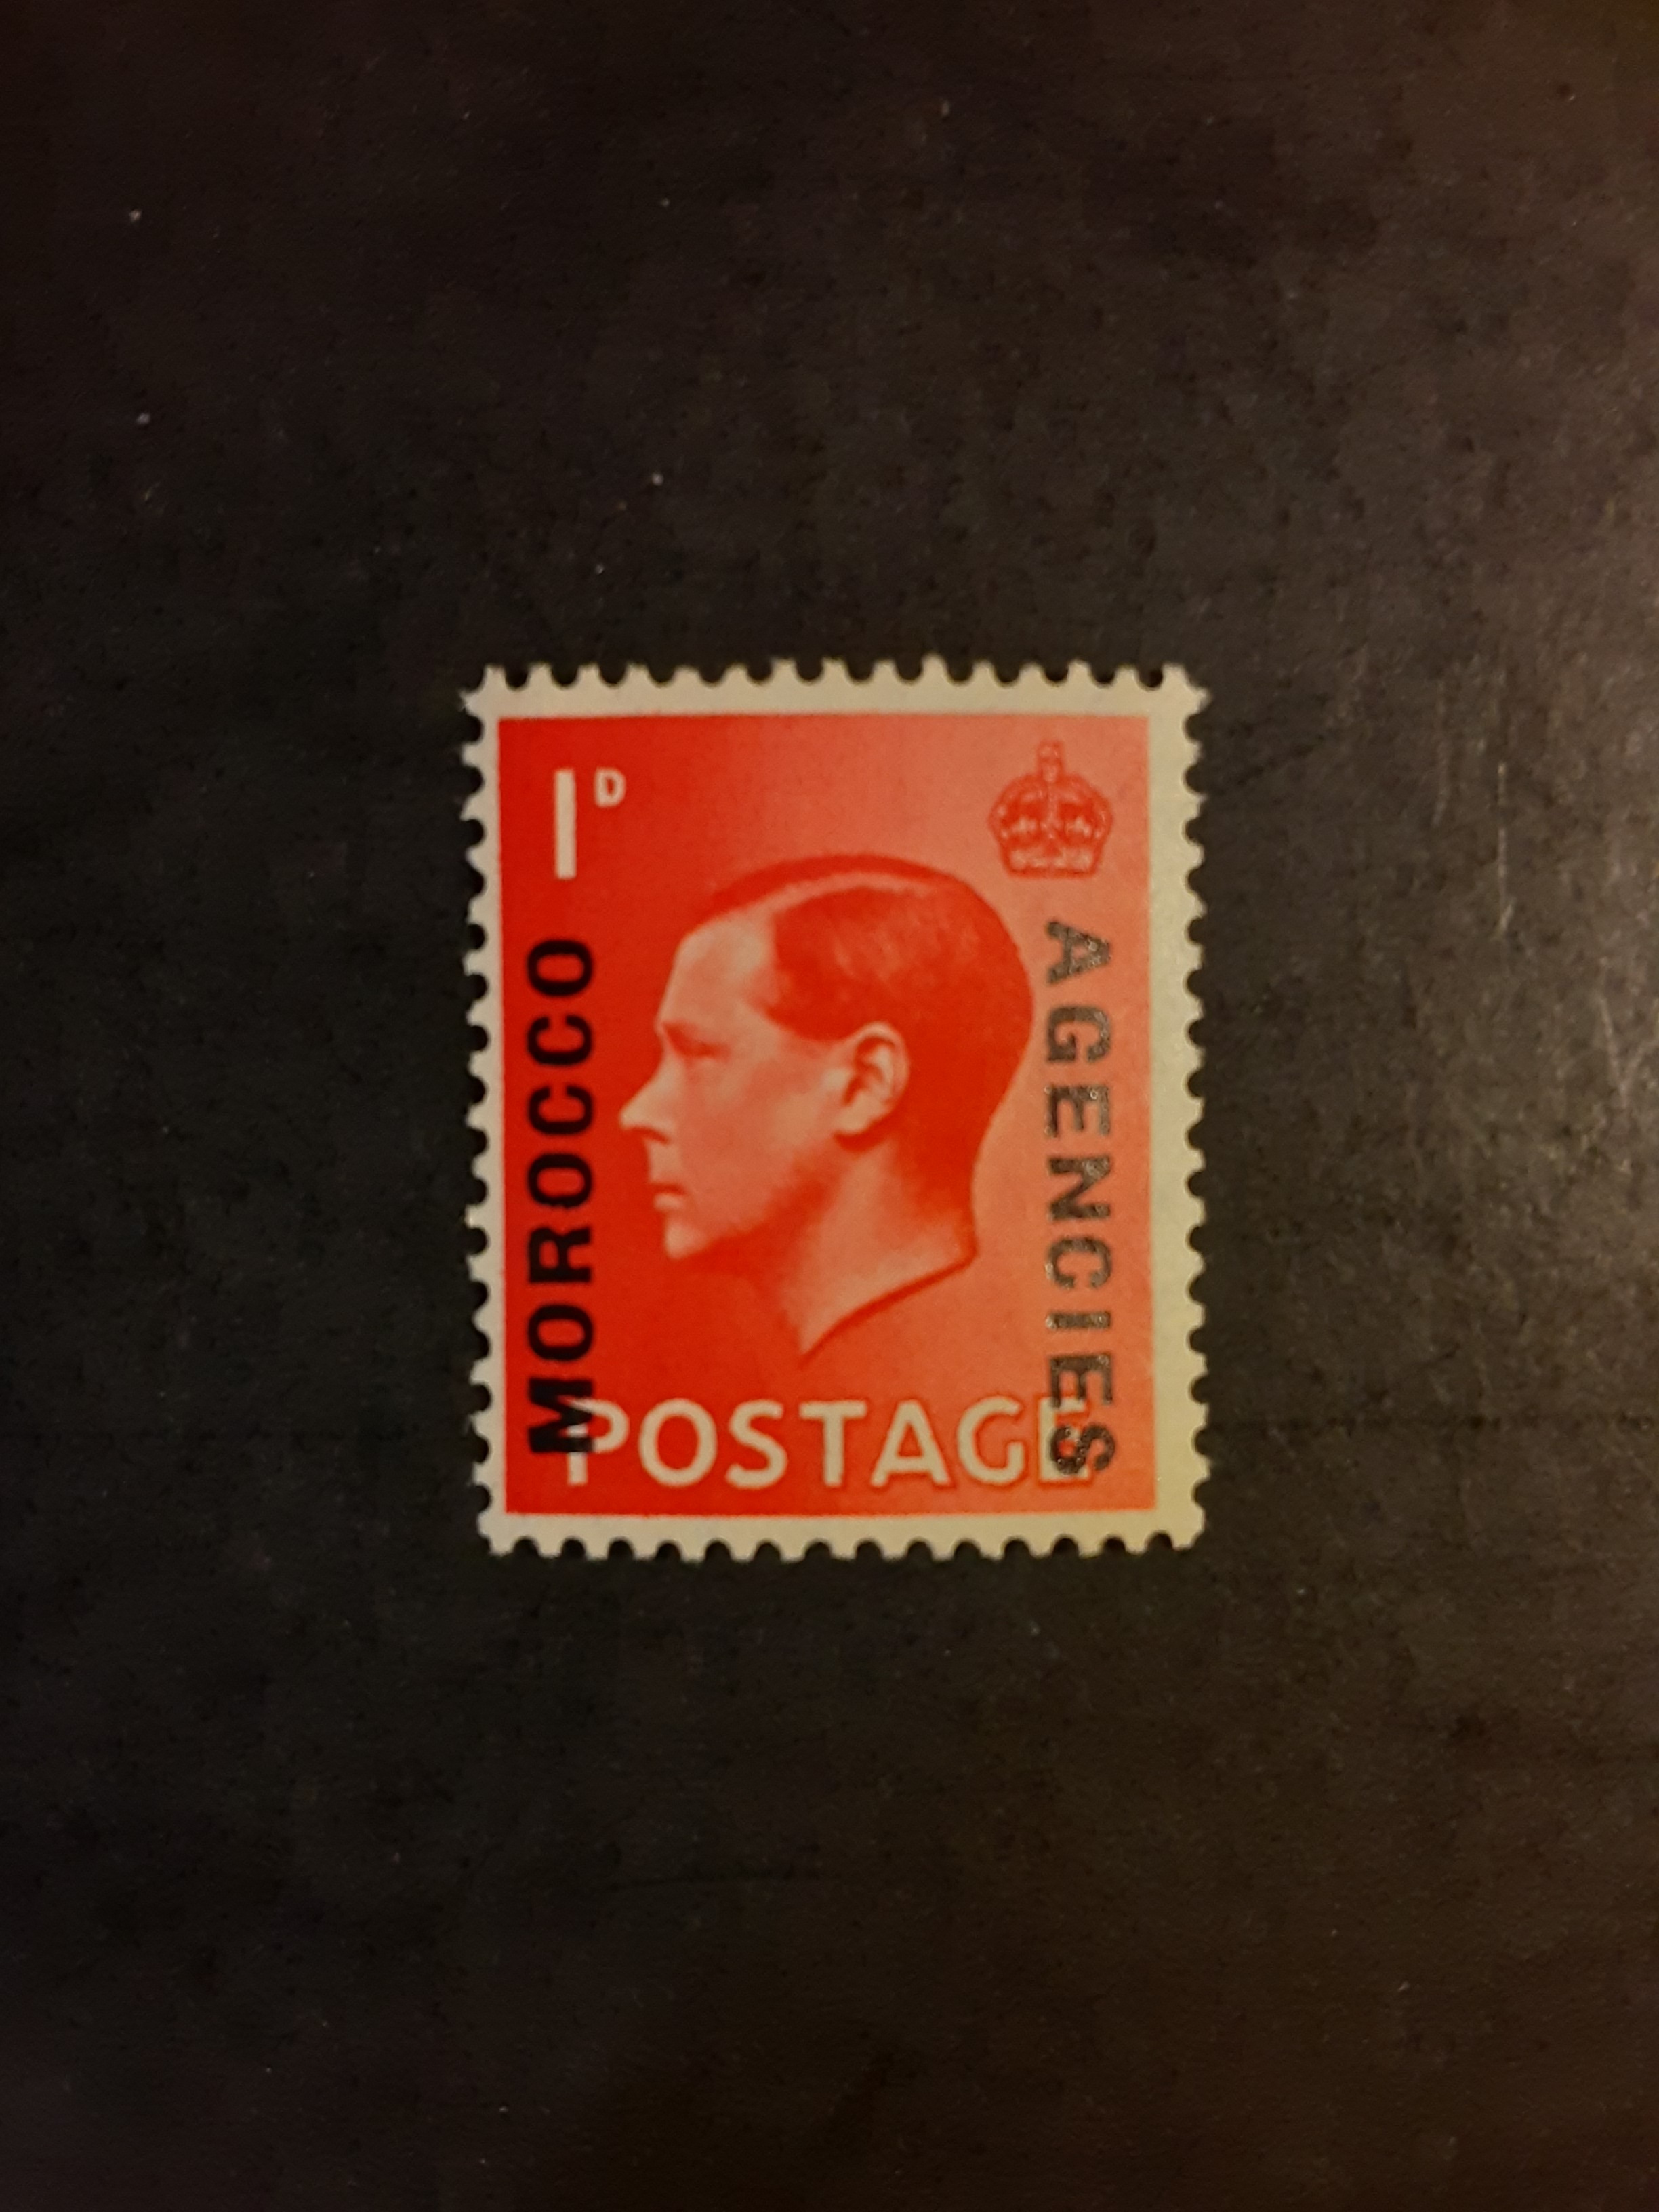 1D
MOROCCO
AGENCIES
POSTAGE